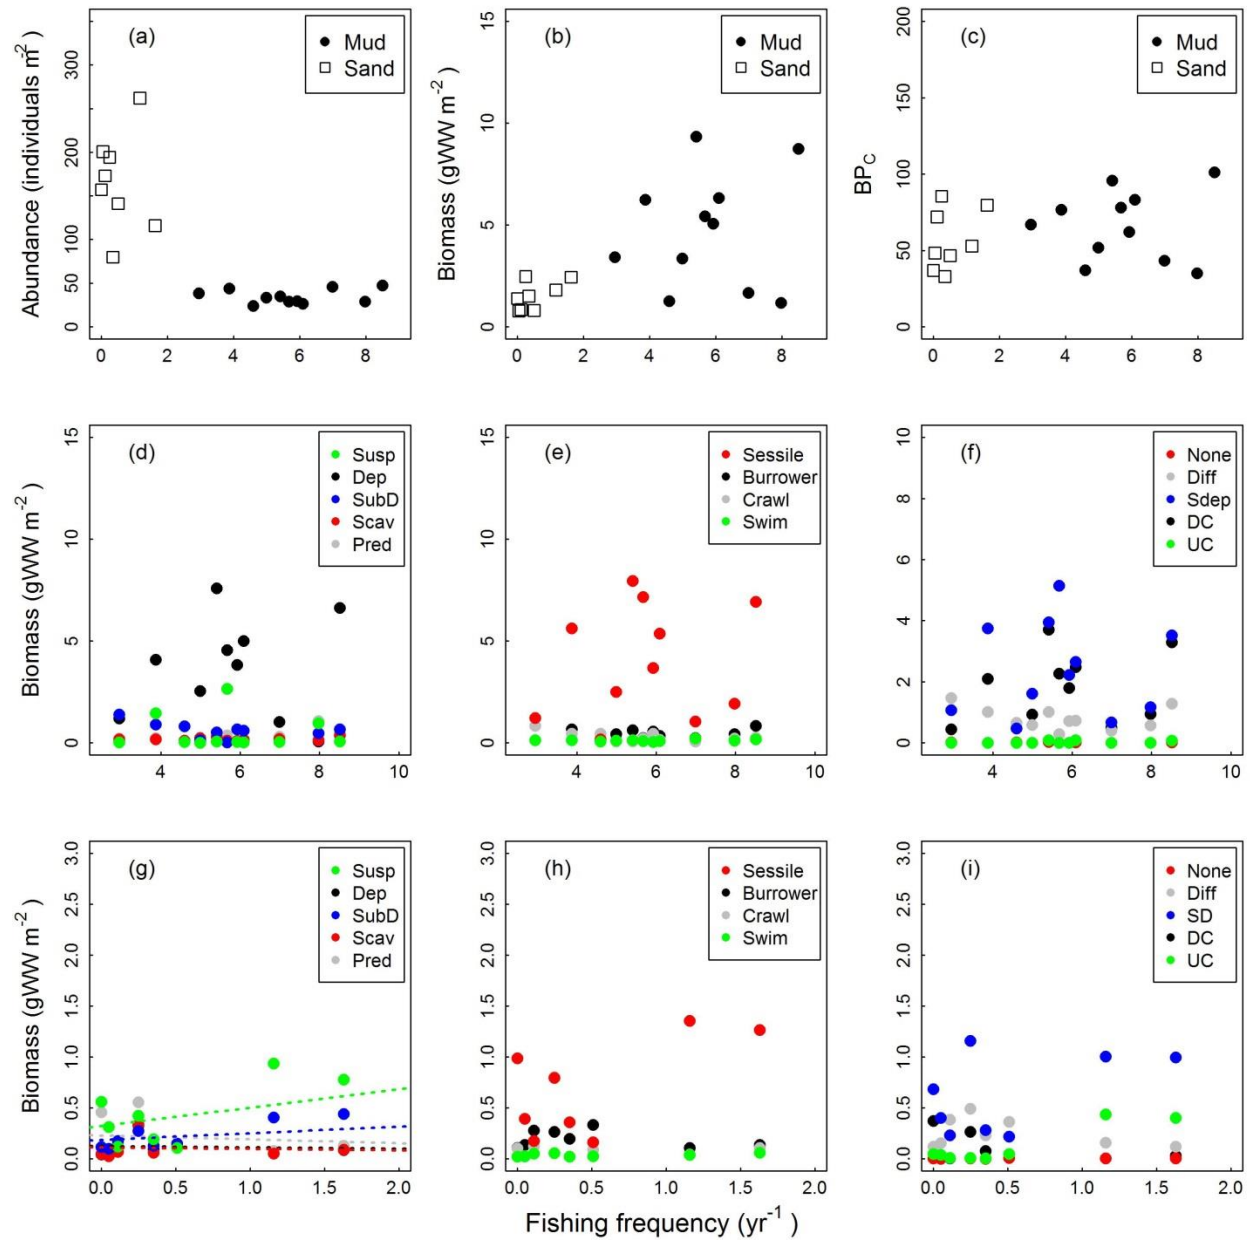 (a)
Mud
Sand
Abundance (individuals m⁻²)
0 50 100 150 200 300
0 2 4 6 8
(b)
Mud
Sand
Biomass (gWW m⁻²)
0 5 10 15
0 2 4 6 8
(c)
Mud
Sand
BP_C
0 50 100 150 200
0 2 4 6 8
(d)
Susp
Dep
SubD
Scav
Pred
Biomass (gWW m⁻²)
0 5 10 15
4 6 8 10
(e)
Sessile
Burrower
Crawl
Swim
0 5 10 15
4 6 8 10
(f)
None
Diff
Sdep
DC
UC
0 2 4 6 8 10
4 6 8 10
(g)
Susp
Dep
SubD
Scav
Pred
Biomass (gWW m⁻²)
0.0 0.5 1.0 1.5 2.0 2.5 3.0
0.0 0.5 1.0 1.5 2.0
(h)
Sessile
Burrower
Crawl
Swim
0.0 0.5 1.0 1.5 2.0 2.5 3.0
0.0 0.5 1.0 1.5 2.0
(i)
None
Diff
SD
DC
UC
0.0 0.5 1.0 1.5 2.0 2.5 3.0
0.0 0.5 1.0 1.5 2.0
Fishing frequency (yr⁻¹)